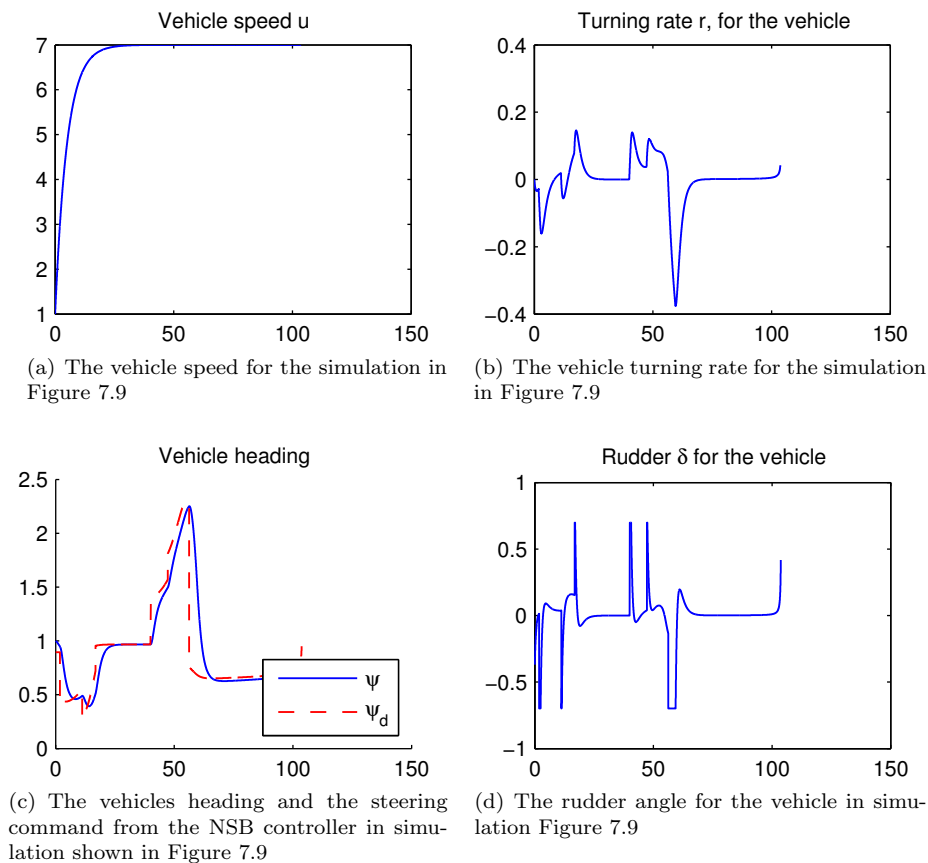 Vehicle speed u
7
6
5
4
3
2
1
0 50 100 150
(a) The vehicle speed for the simulation in
Figure 7.9
Turning rate r, for the vehicle
0.4
0.2
0
−0.2
−0.4
0 50 100 150
(b) The vehicle turning rate for the simulation
in Figure 7.9
Vehicle heading
2.5
2
1.5
1
0.5
0
0 50 100 150
ψ
ψ_d
(c) The vehicles heading and the steering
command from the NSB controller in simu-
lation shown in Figure 7.9
Rudder δ for the vehicle
1
0.5
0
−0.5
−1
0 50 100 150
(d) The rudder angle for the vehicle in simu-
lation Figure 7.9